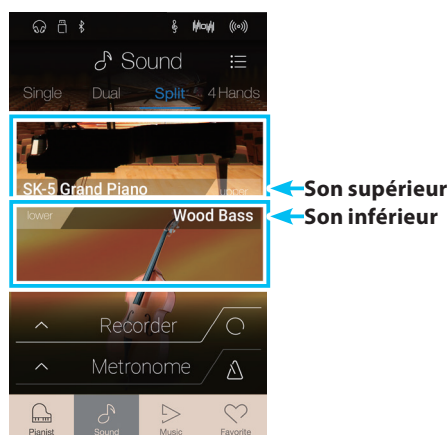 Sound
Single Dual Split 4 Hands
SK-5 Grand Piano upper
Son supérieur
lower Wood Bass
Son inférieur
Recorder
Metronome
Pianist Sound Music Favorite